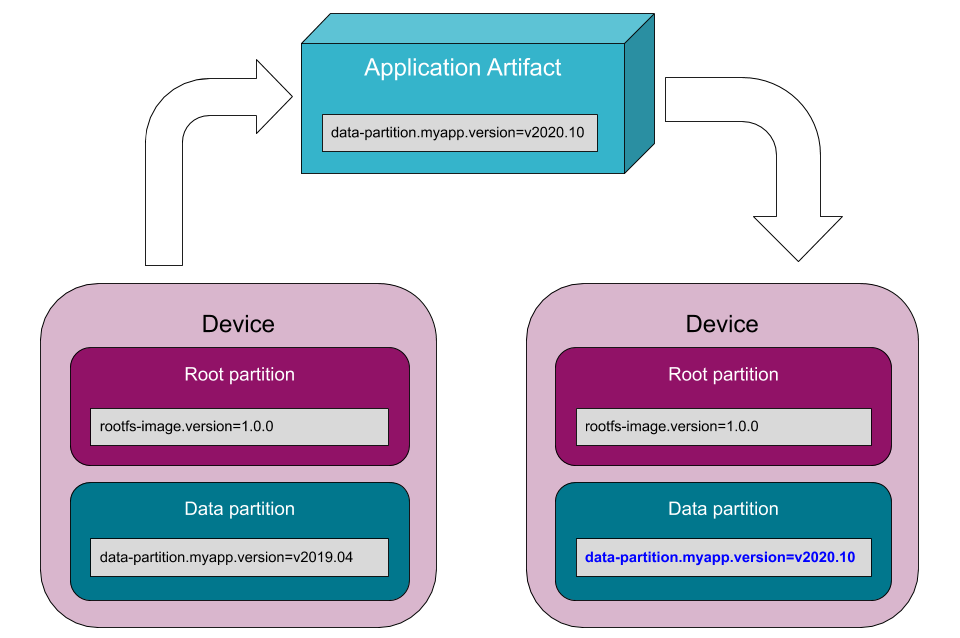 Application Artifact
data-partition.myapp.version=v2020.10
Device
Root partition
rootfs-image.version=1.0.0
Data partition
data-partition.myapp.version=v2019.04
Device
Root partition
rootfs-image.version=1.0.0
Data partition
data-partition.myapp.version=v2020.10